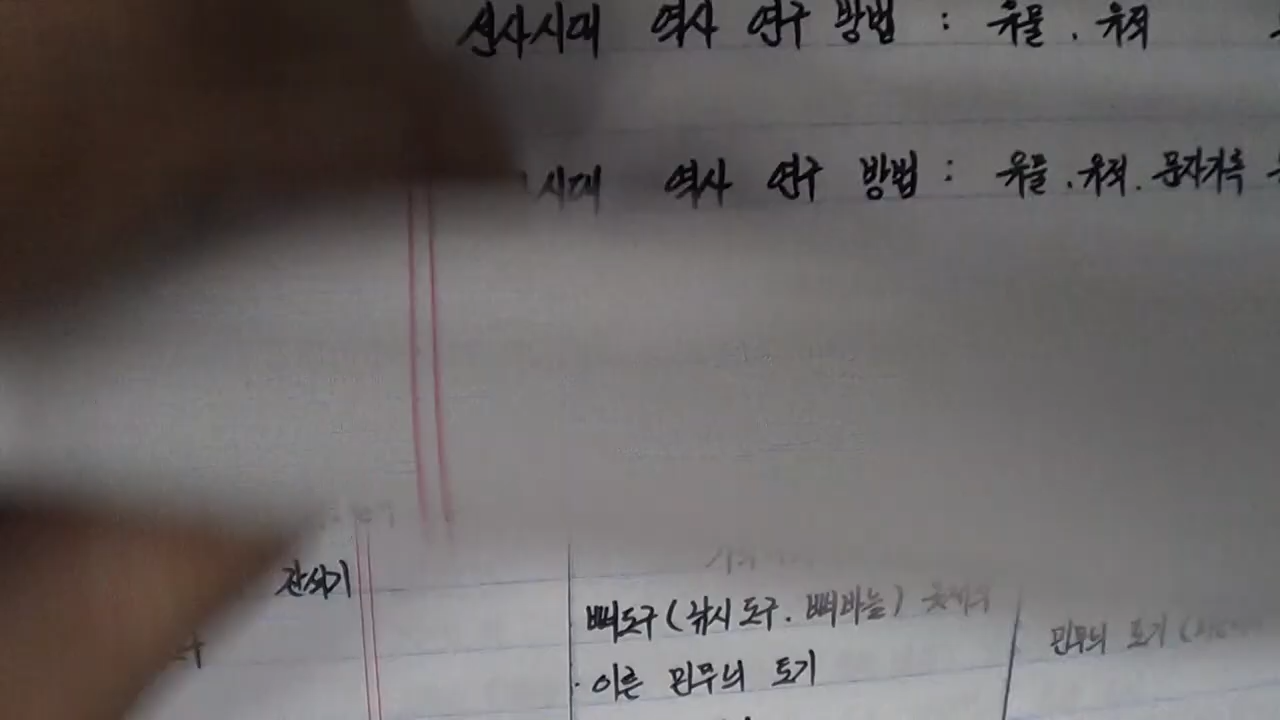 선사시대 역사 연구 방법 : 유물 . 유적
시대 역사 연구 방법 : 유물 . 유적 . 문자기록
간석기
뼈도구 ( 낚시 도구 . 뼈바늘 )
민무늬 토기 (
· 이른 민무늬 토기